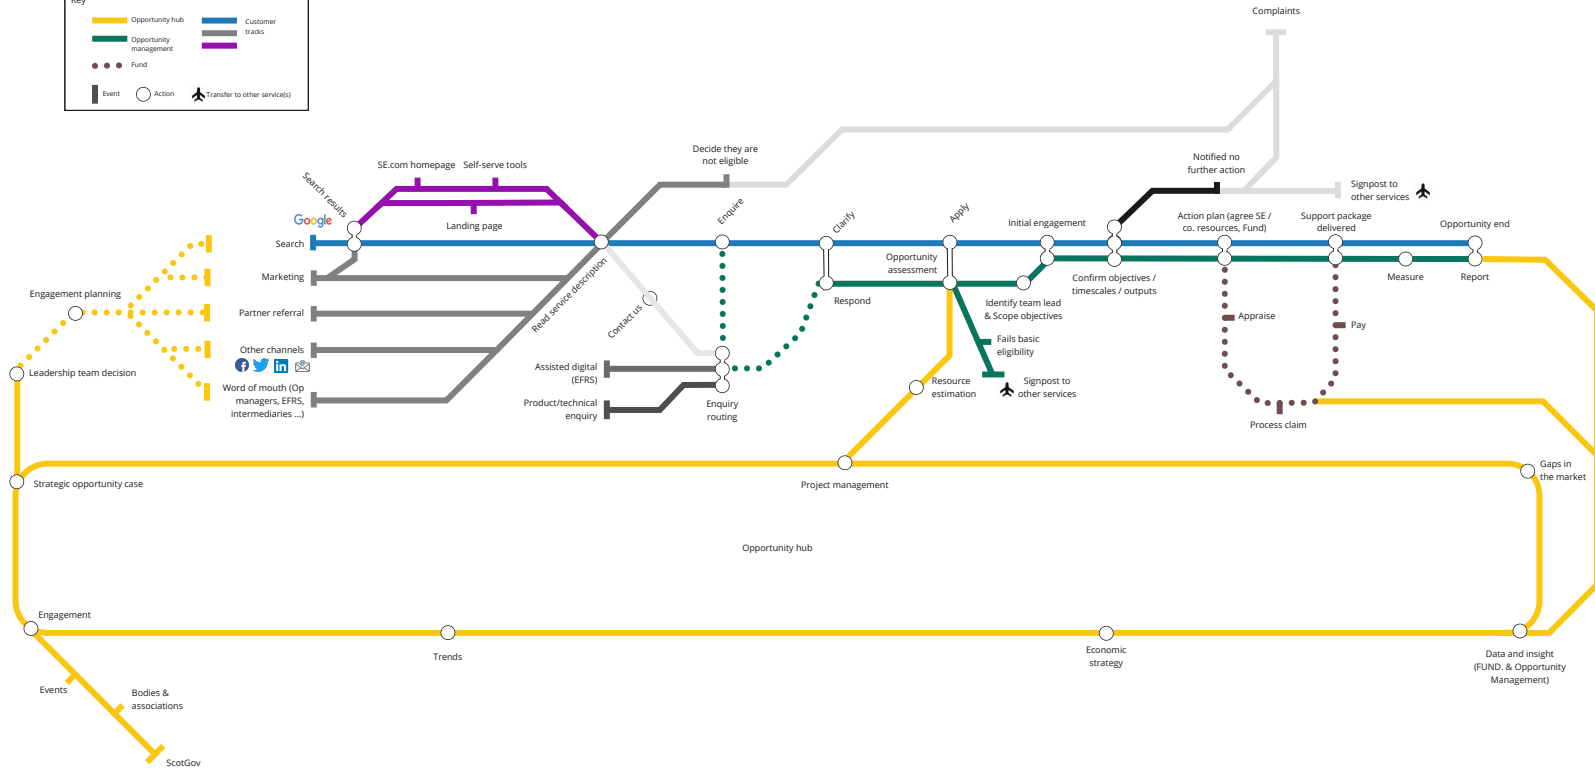 Key
Opportunity hub
Customer
tracks
Opportunity
management
Fund
Event
Action
Transfer to other service(s)
Complaints
Decide they are
not eligible
Notified no
further action
SE.com homepage
Self-serve tools
Search results
Google
Landing page
Search
Marketing
Partner referral
Other channels
Word of mouth (Op
managers, EFRS,
intermediaries ...)
Engagement planning
Leadership team decision
Read service description
Contact us
Enquire
Assisted digital
(EFRS)
Product/technical
enquiry
Enquiry
routing
Clarify
Respond
Apply
Opportunity
assessment
Initial engagement
Identify team lead
& Scope objectives
Fails basic
eligibility
Signpost to
other services
Resource
estimation
Confirm objectives /
timescales / outputs
Signpost to
other services
Action plan (agree SE /
co. resources, Fund)
Support package
delivered
Opportunity end
Measure
Report
Appraise
Pay
Process claim
Strategic opportunity case
Project management
Gaps in
the market
Opportunity hub
Engagement
Trends
Economic
strategy
Data and insight
(FUND. & Opportunity
Management)
Events
Bodies &
associations
ScotGov